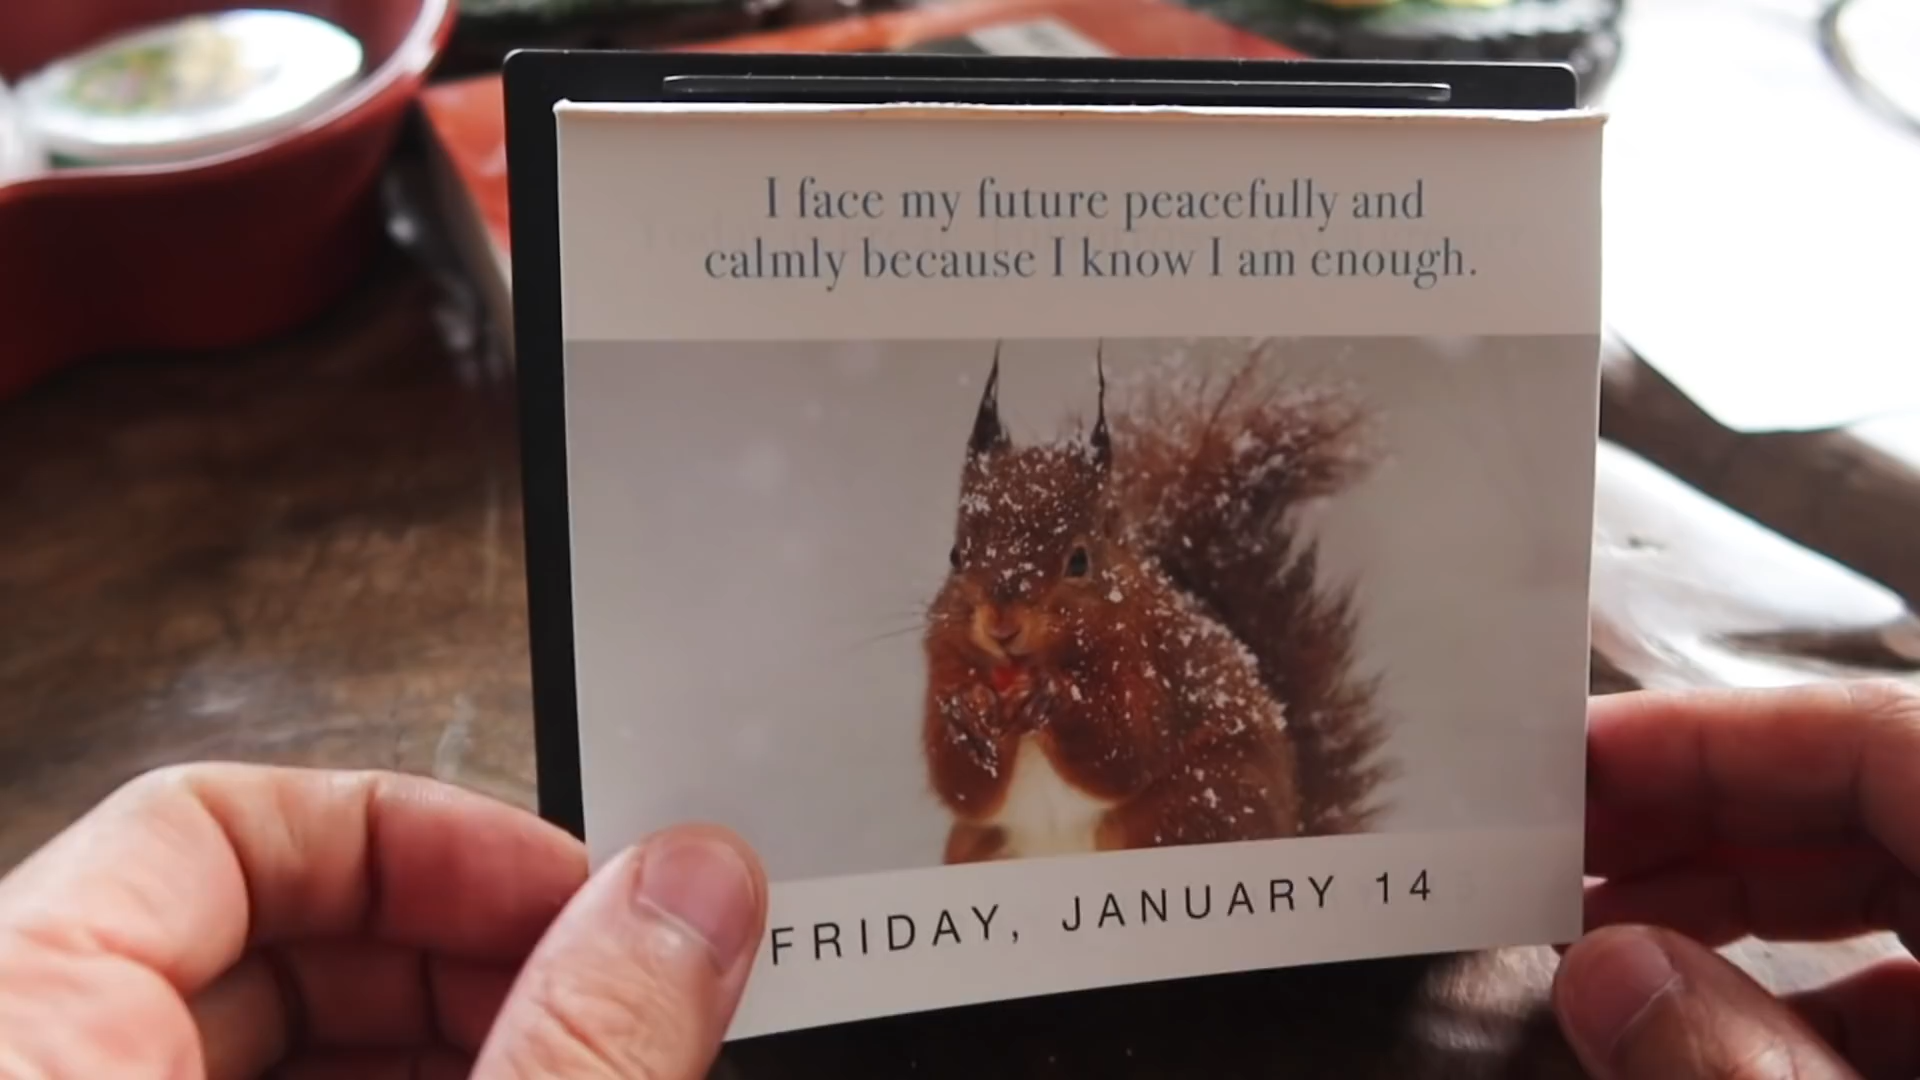 I face my future peacefully and
calmly because I know I am enough.
FRIDAY, JANUARY 14